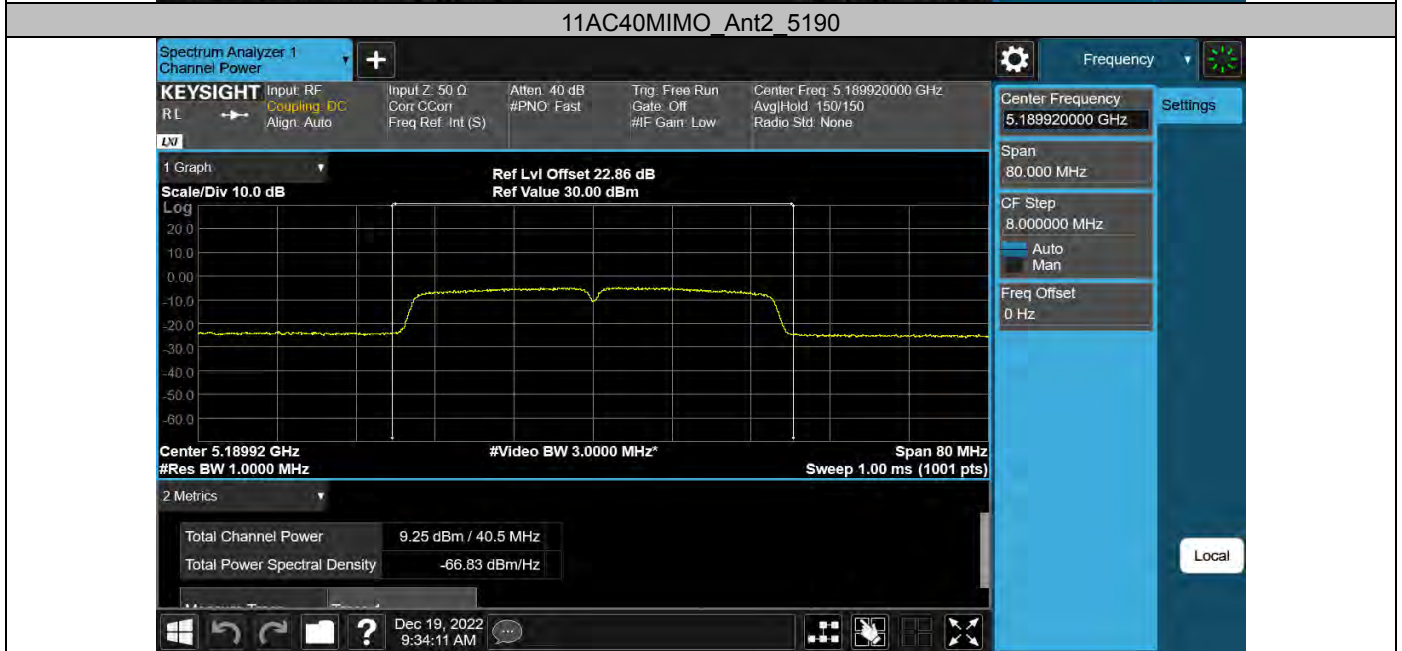 11AC40MIMO_Ant2_5190
Spectrum Analyzer 1
Channel Power
+
Frequency
KEYSIGHT
RL
LXI
Input: RF
Coupling: DC
Align: Auto
Input Z: 50 Ω
Corr CCorr
Freq Ref: Int (S)
Atten: 40 dB
#PNO: Fast
Trig: Free Run
Gate: Off
#IF Gain: Low
Center Freq: 5.189920000 GHz
Avg|Hold: 150/150
Radio Std: None
Center Frequency
5.189920000 GHz
Settings
Span
80.000 MHz
CF Step
8.000000 MHz
Auto
Man
Freq Offset
0 Hz
1 Graph
Scale/Div 10.0 dB
Ref Lvl Offset 22.86 dB
Ref Value 30.00 dBm
Log
20.0
10.0
0.00
-10.0
-20.0
-30.0
-40.0
-50.0
-60.0
Center 5.18992 GHz
#Video BW 3.0000 MHz*
Span 80 MHz
#Res BW 1.0000 MHz
Sweep 1.00 ms (1001 pts)
2 Metrics
Total Channel Power 9.25 dBm / 40.5 MHz
Total Power Spectral Density -66.83 dBm/Hz
Local
?
Dec 19, 2022
9:34:11 AM